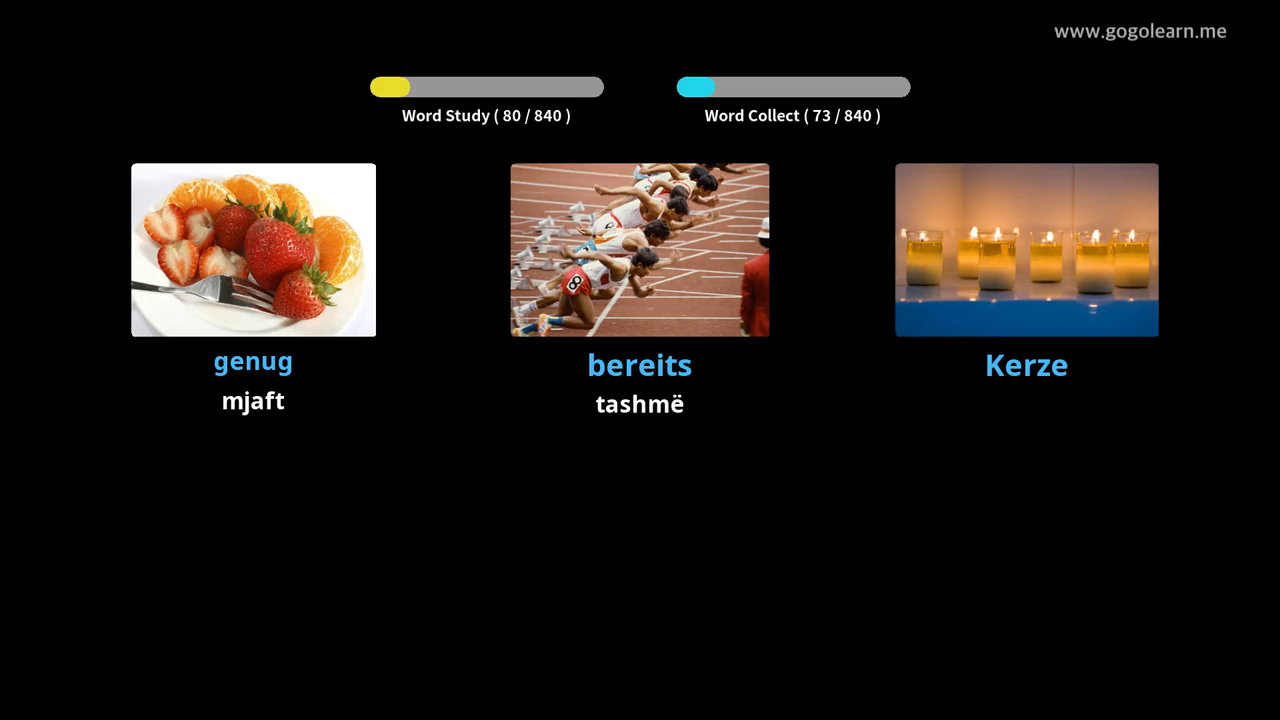 www.gogolearn.me
Word Study ( 80 / 840 )
Word Collect ( 73 / 840 )
genug
mjaft
bereits
tashmë
Kerze